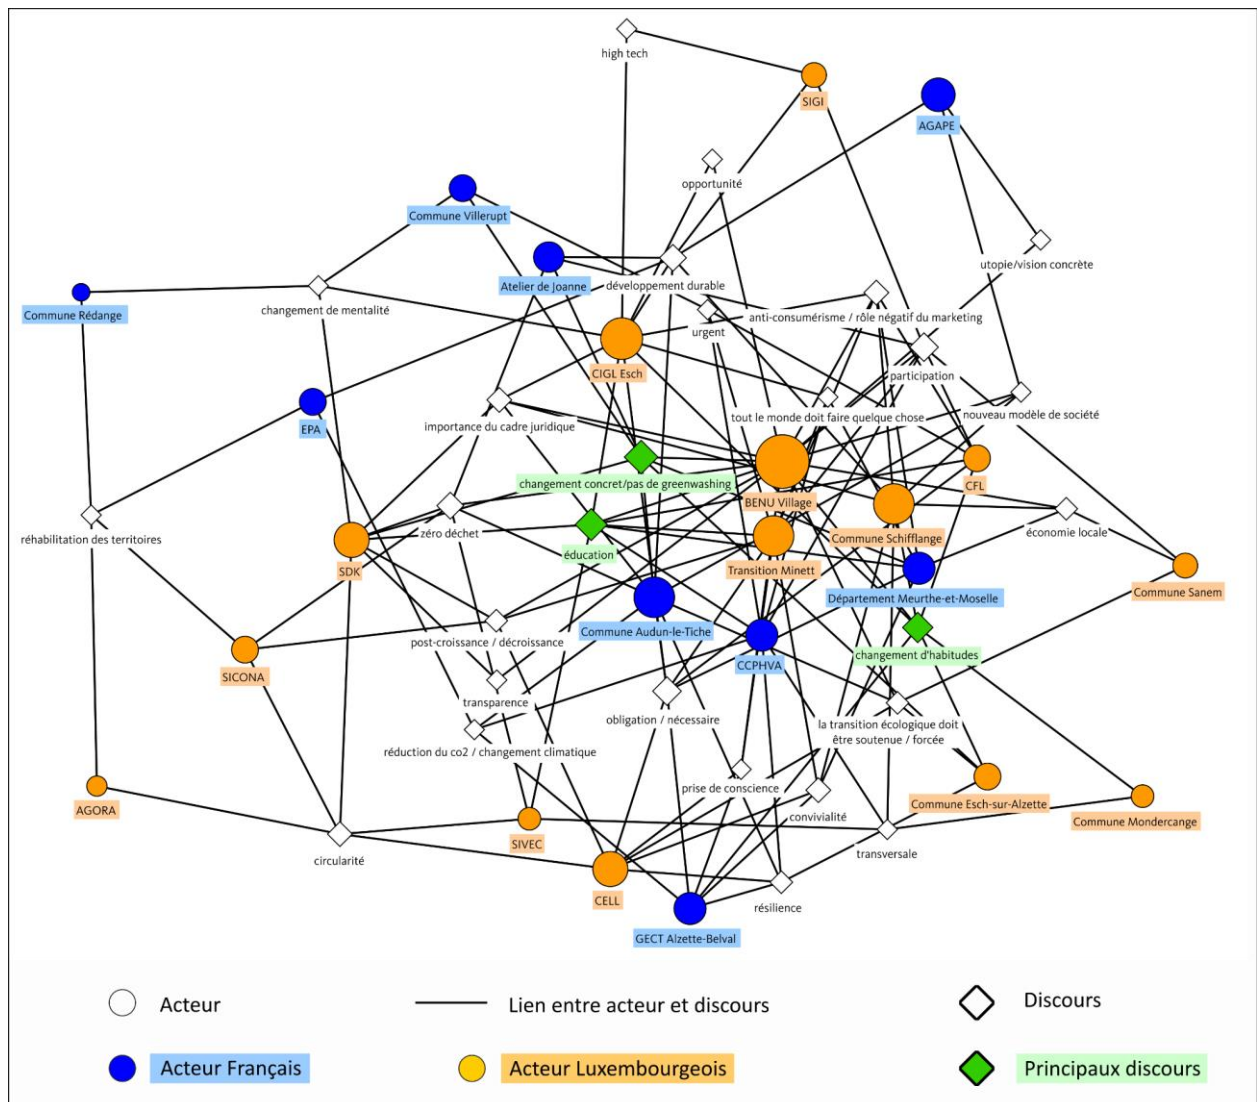 high tech
SIGI
AGAPE
opportunité
Commune Villerupt
utopie/vision concrète
Atelier de Joanne
développement durable
Commune Rédange
changement de mentalité
anti-consumérisme / rôle négatif du marketing
urgent
CIGL Esch
participation
tout le monde doit faire quelque chose
nouveau modèle de société
EPA
importance du cadre juridique
changement concret/pas de greenwashing
CFL
BENU Village
zéro déchet
économie locale
réhabilitation des territoires
Commune Schifflange
éducation
SDK
Transition Minett
Commune Sanem
Département Meurthe-et-Moselle
Commune Audun-le-Tiche
post-croissance / décroissance
changement d'habitudes
CCPHVA
SICONA
transparence
obligation / nécessaire
la transition écologique doit
être soutenue / forcée
réduction du co2 / changement climatique
prise de conscience
Commune Esch-sur-Alzette
AGORA
convivialité
Commune Mondercange
SIVEC
transversale
circularité
CELL
résilience
GECT Alzette-Belval
Acteur
Lien entre acteur et discours
Discours
Acteur Français
Acteur Luxembourgeois
Principaux discours